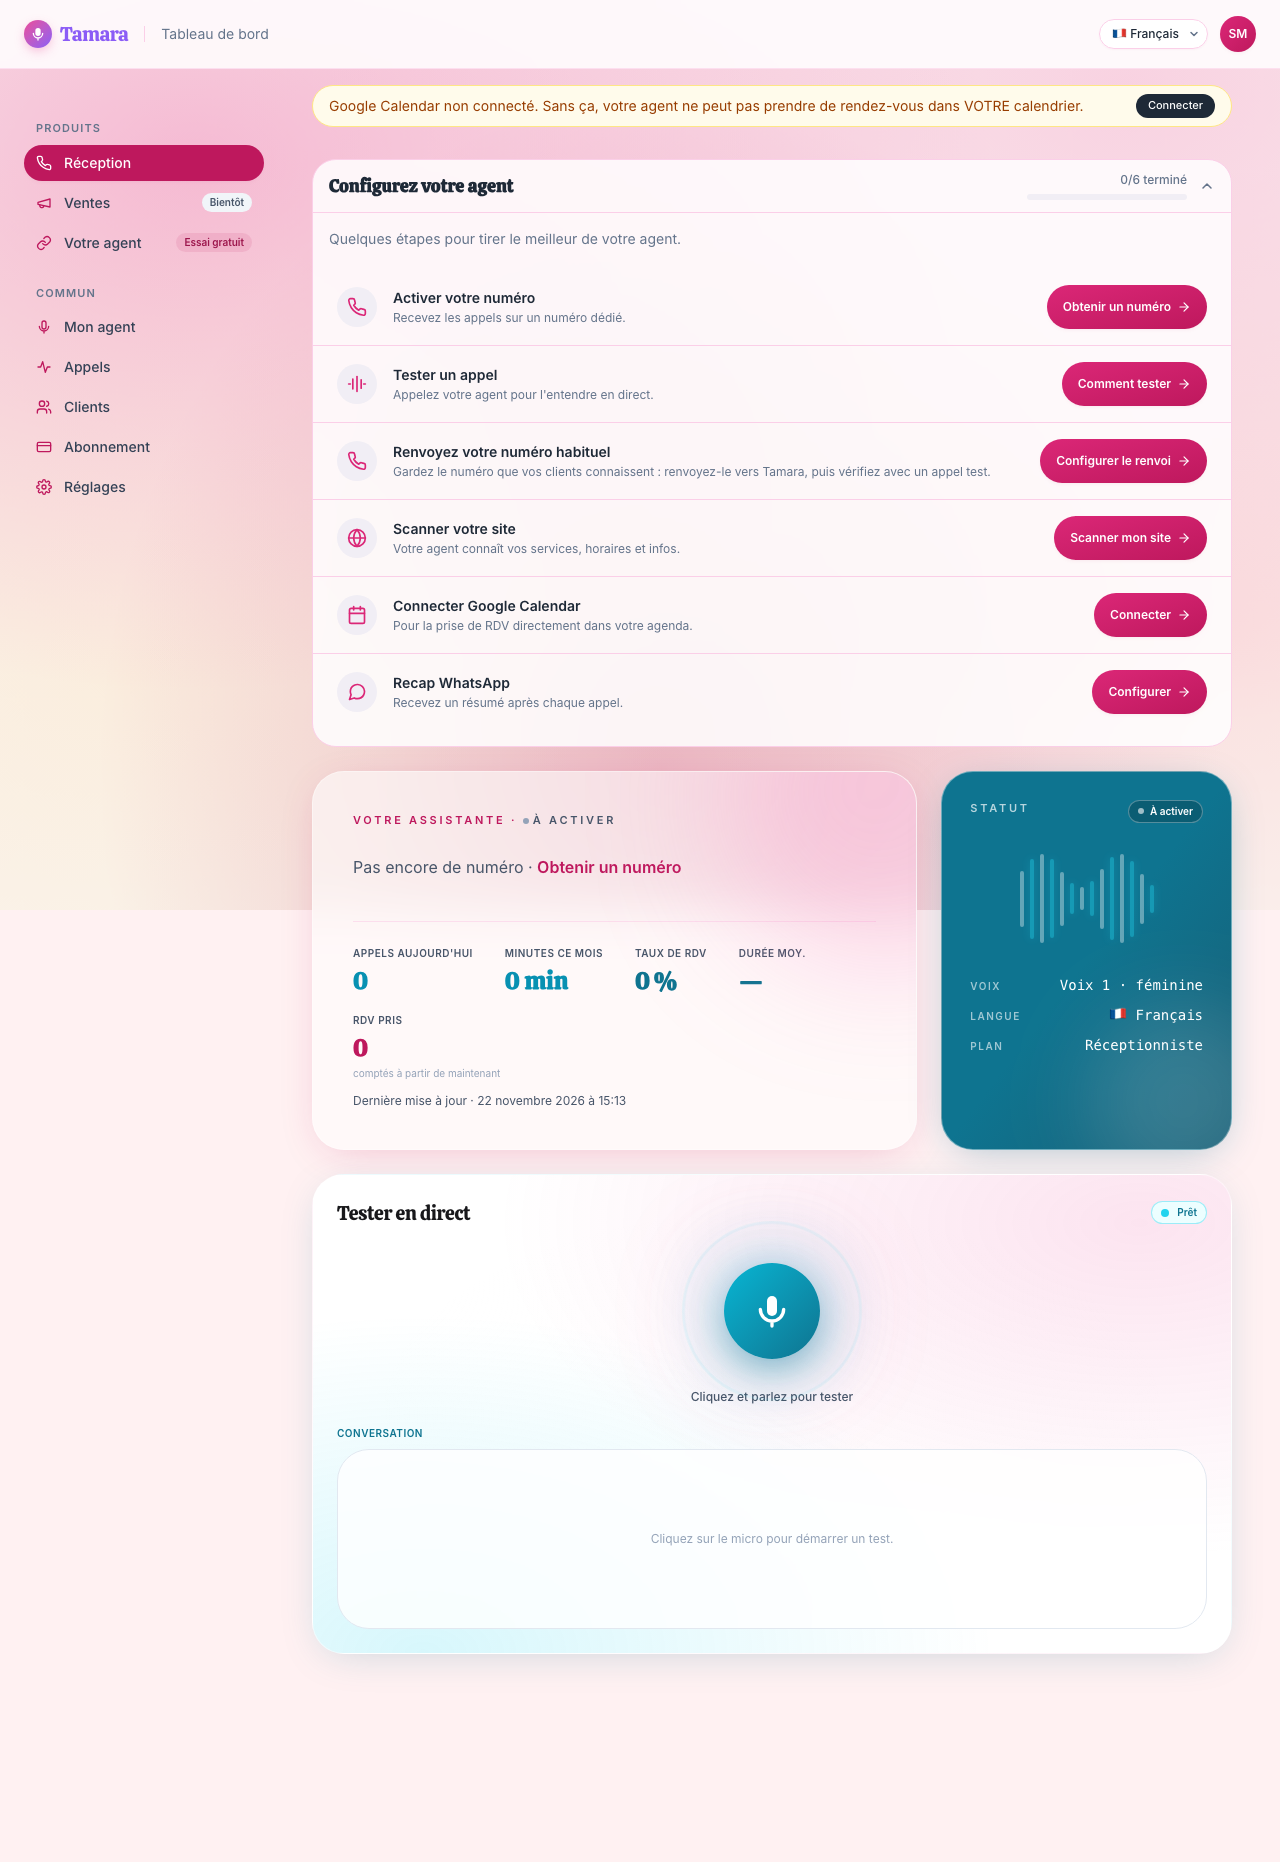 Tamara
Tableau de bord
🇫🇷 Français
SM
PRODUITS
Réception
Ventes
Bientôt
Votre agent
Essai gratuit
COMMUN
Mon agent
Appels
Clients
Abonnement
Réglages
Google Calendar non connecté. Sans ça, votre agent ne peut pas prendre de rendez-vous dans VOTRE calendrier.
Connecter
Configurez votre agent
0/6 terminé
Quelques étapes pour tirer le meilleur de votre agent.
Activer votre numéro
Recevez les appels sur un numéro dédié.
Obtenir un numéro →
Tester un appel
Appelez votre agent pour l'entendre en direct.
Comment tester →
Renvoyez votre numéro habituel
Gardez le numéro que vos clients connaissent : renvoyez-le vers Tamara, puis vérifiez avec un appel test.
Configurer le renvoi →
Scanner votre site
Votre agent connaît vos services, horaires et infos.
Scanner mon site →
Connecter Google Calendar
Pour la prise de RDV directement dans votre agenda.
Connecter →
Recap WhatsApp
Recevez un résumé après chaque appel.
Configurer →
VOTRE ASSISTANTE · À ACTIVER
Pas encore de numéro · Obtenir un numéro
APPELS AUJOURD'HUI
0
MINUTES CE MOIS
0 min
TAUX DE RDV
0 %
DURÉE MOY.
—
RDV PRIS
0
comptés à partir de maintenant
Dernière mise à jour · 22 novembre 2026 à 15:13
STATUT
À activer
VOIX
Voix 1 · féminine
LANGUE
🇫🇷 Français
PLAN
Réceptionniste
Tester en direct
Prêt
Cliquez et parlez pour tester
CONVERSATION
Cliquez sur le micro pour démarrer un test.